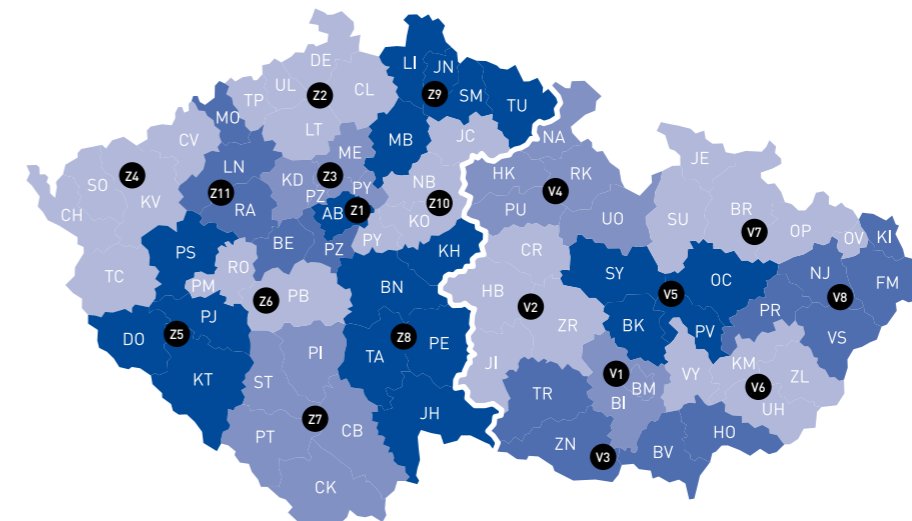 DE
LI
JN
UL
Z2
CL
Z9
SM
TP
TU
MO
LT
MB
JC
NA
CV
ME
LN
Z3
HK
RK
JE
SO
Z4
KD
PY
NB
V4
CH
KV
Z11
RA
PZ
AB
Z1
Z10
KO
PU
UO
SU
BR
V7
OP
OV
KI
BE
PZ
PY
KH
CR
PS
RO
SY
OC
NJ
FM
TC
PM
PB
BN
HB
V5
V8
Z6
V2
PR
PJ
DO
Z5
Z8
PE
ZR
BK
PV
VS
PI
TA
JI
V1
VY
KM
ZL
KT
ST
BM
V6
TR
BI
UH
Z7
JH
PT
CB
HO
ZN
V3
BV
CK